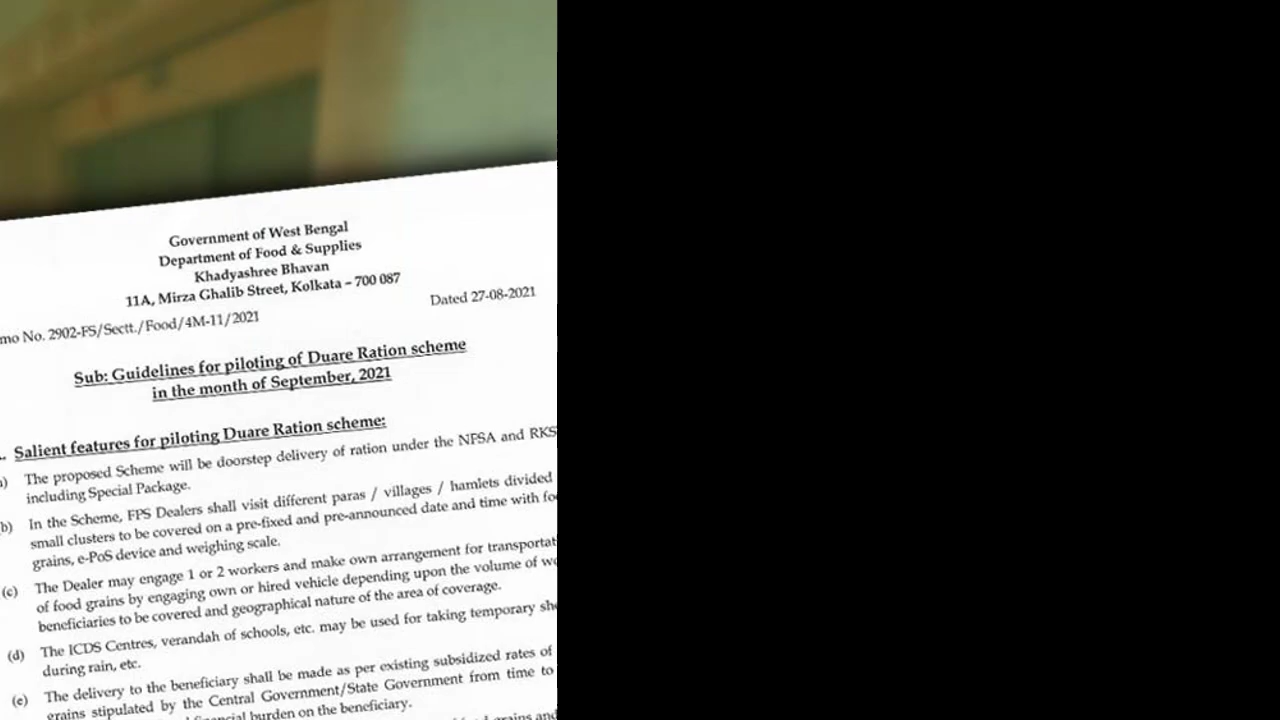 Government of West Bengal
Department of Food & Supplies
Khadyashree Bhavan
11A, Mirza Ghalib Street, Kolkata – 700 087
mo No. 2902-FS/Sectt./Food/4M-11/2021
Dated 27-08-2021
Sub: Guidelines for piloting of Duare Ration scheme
in the month of September, 2021
. Salient features for piloting Duare Ration scheme:
) The proposed Scheme will be doorstep delivery of ration under the NFSA and RKS
including Special Package.
b) In the Scheme, FPS Dealers shall visit different paras / villages / hamlets divided
small clusters to be covered on a pre-fixed and pre-announced date and time with fo
grains, e-PoS device and weighing scale.
(c) The Dealer may engage 1 or 2 workers and make own arrangement for transportat
of food grains by engaging own or hired vehicle depending upon the volume of w
beneficiaries to be covered and geographical nature of the area of coverage.
(d) The ICDS Centres, verandah of schools, etc. may be used for taking temporary she
during rain, etc.
(e) The delivery to the beneficiary shall be made as per existing subsidized rates of
grains stipulated by the Central Government/State Government from time to
financial burden on the beneficiary.
grains and